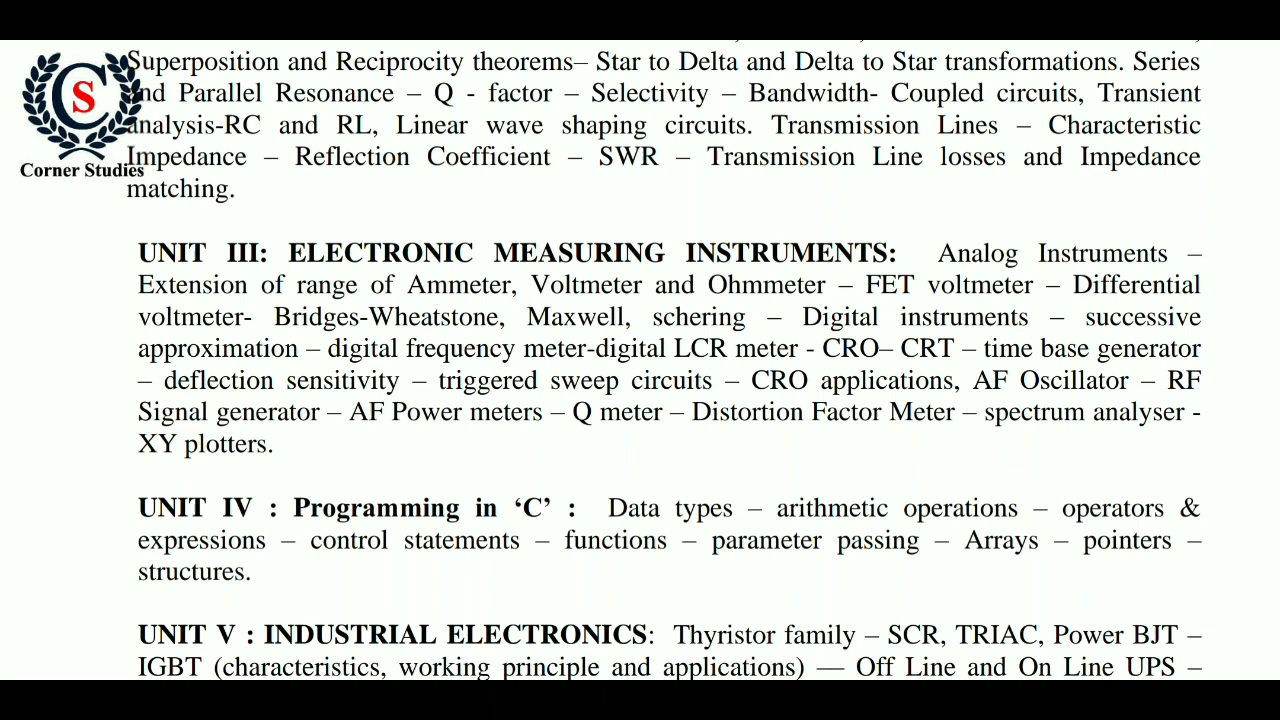 Superposition and Reciprocity theorems– Star to Delta and Delta to Star transformations. Series
and Parallel Resonance – Q - factor – Selectivity – Bandwidth- Coupled circuits, Transient
analysis-RC and RL, Linear wave shaping circuits. Transmission Lines – Characteristic
Impedance – Reflection Coefficient – SWR – Transmission Line losses and Impedance
matching.
CS
Corner Studies
UNIT III: ELECTRONIC MEASURING INSTRUMENTS: Analog Instruments –
Extension of range of Ammeter, Voltmeter and Ohmmeter – FET voltmeter – Differential
voltmeter- Bridges-Wheatstone, Maxwell, schering – Digital instruments – successive
approximation – digital frequency meter-digital LCR meter - CRO– CRT – time base generator
– deflection sensitivity – triggered sweep circuits – CRO applications, AF Oscillator – RF
Signal generator – AF Power meters – Q meter – Distortion Factor Meter – spectrum analyser -
XY plotters.
UNIT IV : Programming in ‘C’ : Data types – arithmetic operations – operators &
expressions – control statements – functions – parameter passing – Arrays – pointers –
structures.
UNIT V : INDUSTRIAL ELECTRONICS: Thyristor family – SCR, TRIAC, Power BJT –
IGBT (characteristics, working principle and applications) –– Off Line and On Line UPS –